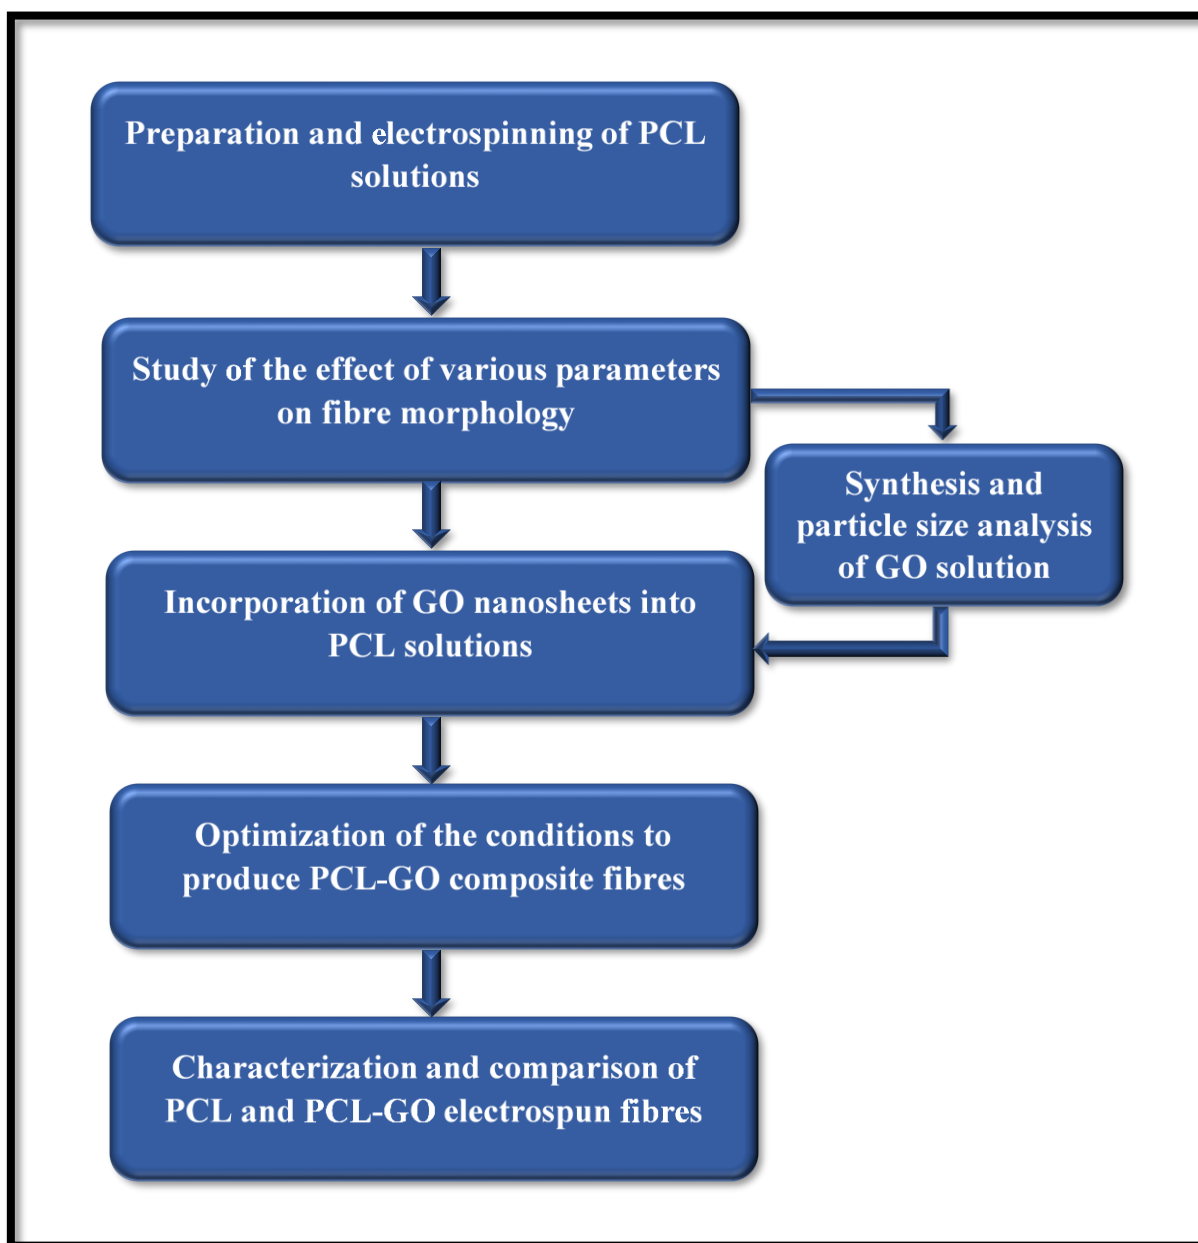 Preparation and electrospinning of PCL
solutions
Study of the effect of various parameters
on fibre morphology
Synthesis and
particle size analysis
of GO solution
Incorporation of GO nanosheets into
PCL solutions
Optimization of the conditions to
produce PCL-GO composite fibres
Characterization and comparison of
PCL and PCL-GO electrospun fibres